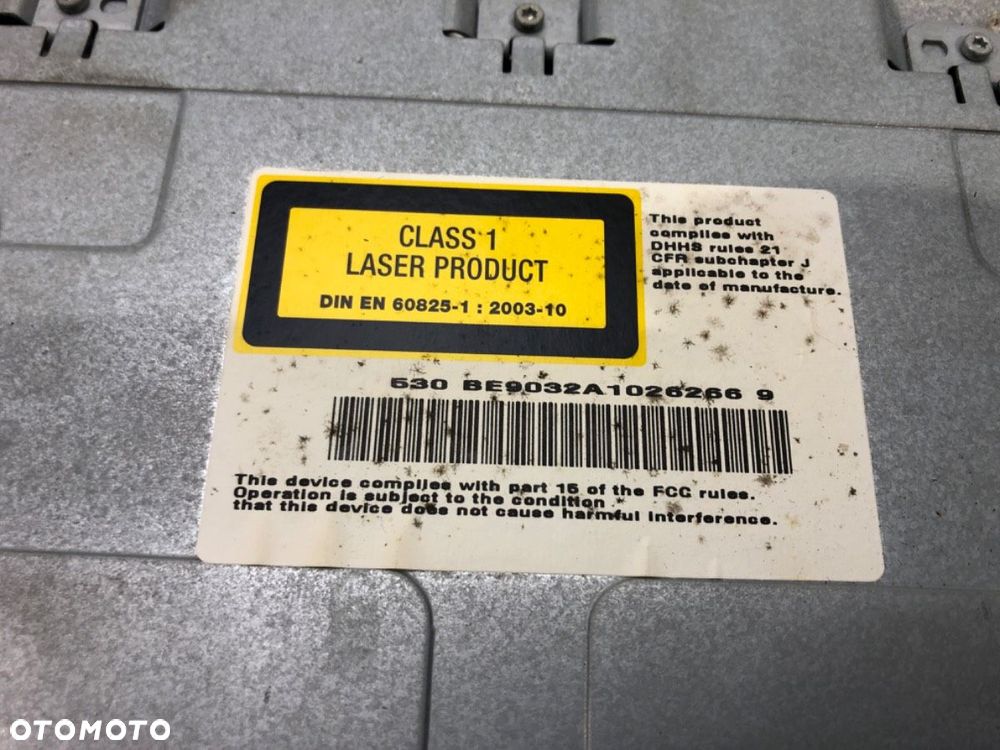 CLASS 1
LASER PRODUCT
DIN EN 60825-1 : 2003-10
This product
complies with
DHHS rules 21
CFR subchapter J
applicable to the
date of manufacture.
530 BE9032A1026266 9
This device complies with part 15 of the FCC rules.
Operation is subject to the condition
that this device does not cause harmful interference.
OTOMOTO